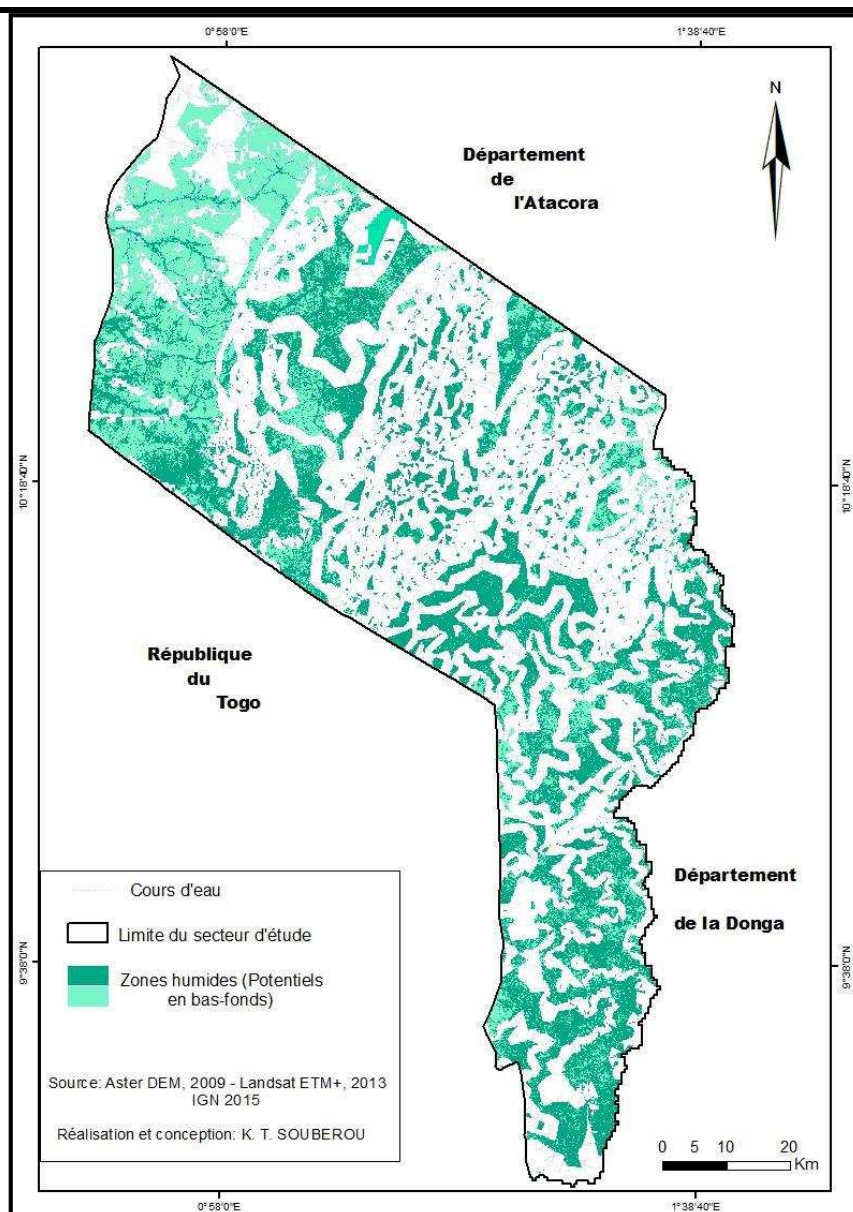 0°58'0"E
1°38'40"E
N
Département
de
l'Atacora
10°18'40"N
10°18'40"N
République
du
Togo
Département
de la Donga
9°38'0"N
9°38'0"N
Cours d'eau
Limite du secteur d'étude
Zones humides (Potentiels
en bas-fonds)
Source: Aster DEM, 2009 - Landsat ETM+, 2013
IGN 2015
Réalisation et conception: K. T. SOUBEROU
0 5 10 20
Km
0°58'0"E
1°38'40"E